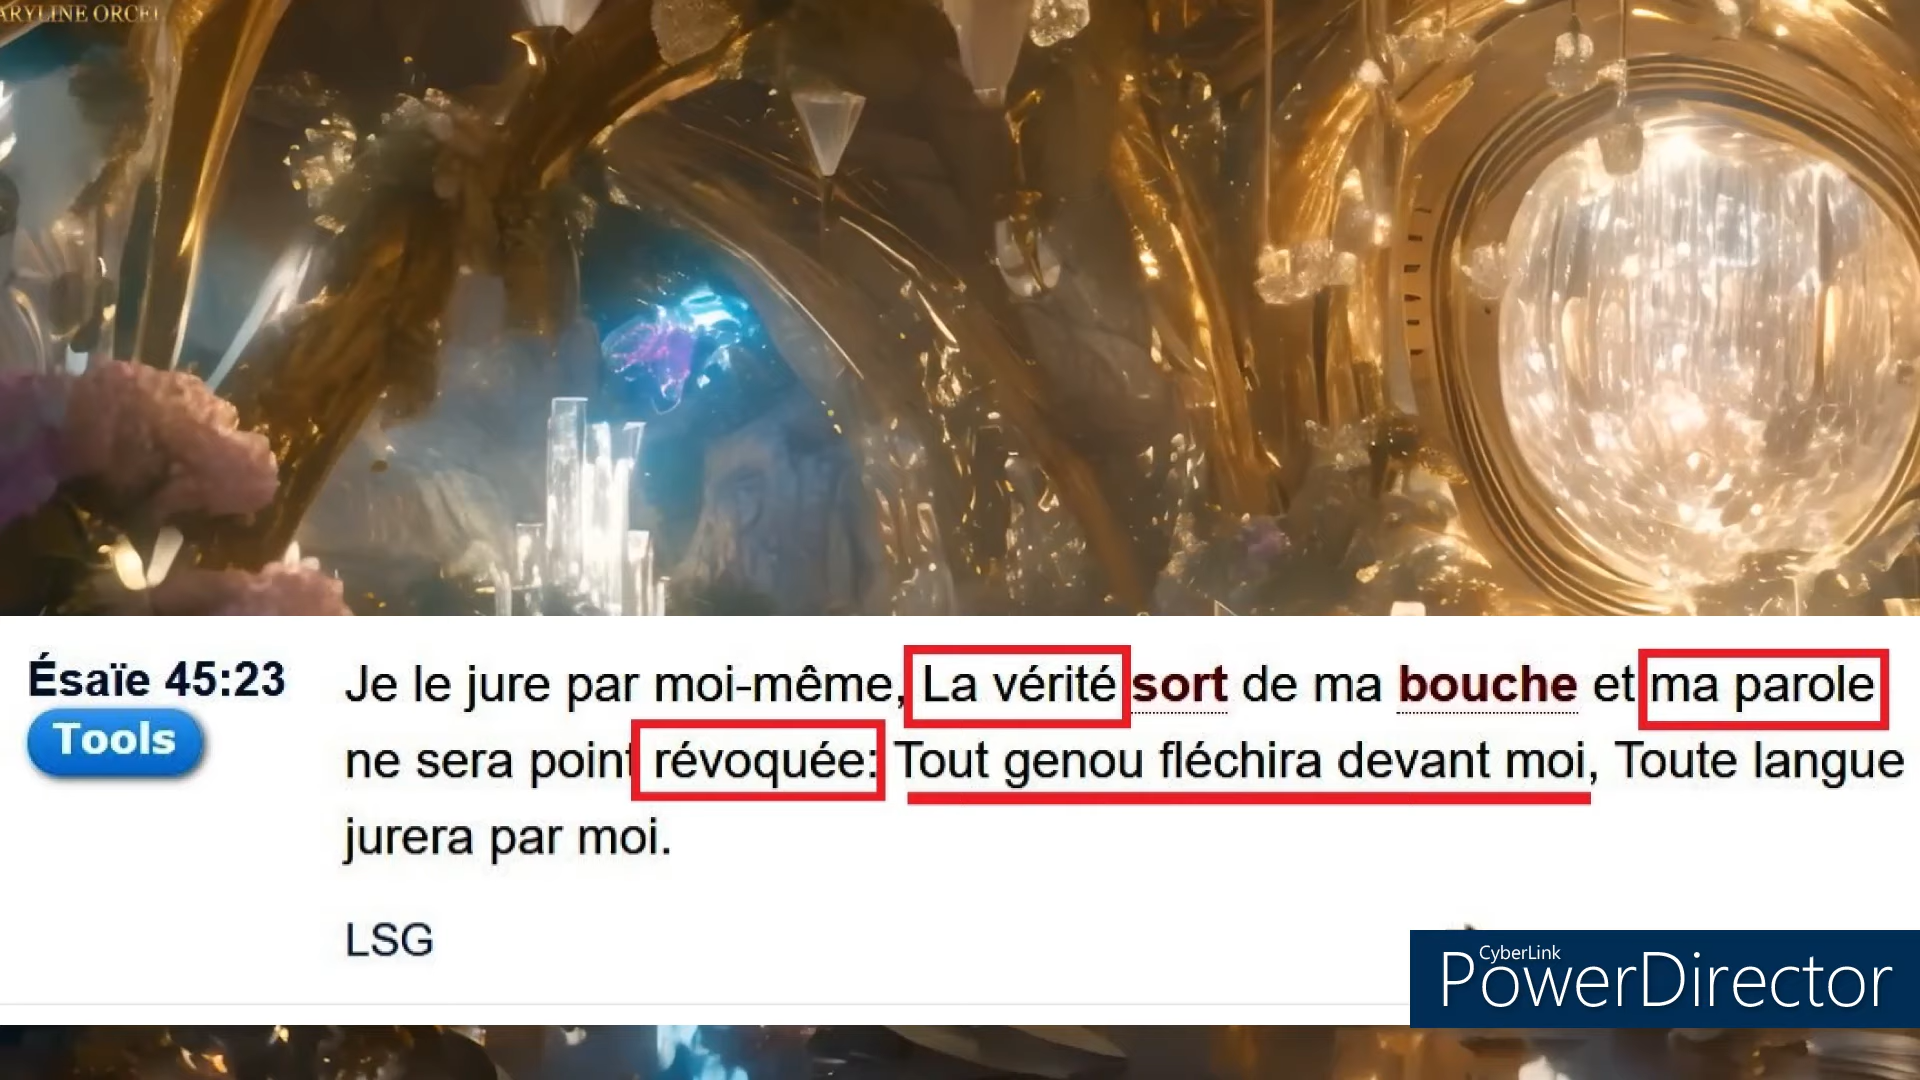 ARYLINE ORCEL
Ésaïe 45:23
Tools
Je le jure par moi-même, La vérité sort de ma bouche et ma parole
ne sera point révoquée: Tout genou fléchira devant moi, Toute langue
jurera par moi.
LSG
CyberLink
PowerDirector